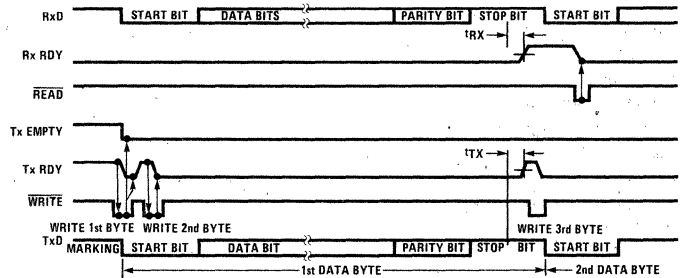 RxD START BIT DATA BITS PARITY BIT STOP BIT START BIT
tRX
Rx RDY
READ
Tx EMPTY
tTX
Tx RDY
WRITE
WRITE 1st BYTE WRITE 2nd BYTE WRITE 3rd BYTE
TxD MARKING START BIT DATA BIT PARITY BIT STOP BIT START BIT
1st DATA BYTE 2nd DATA BYTE